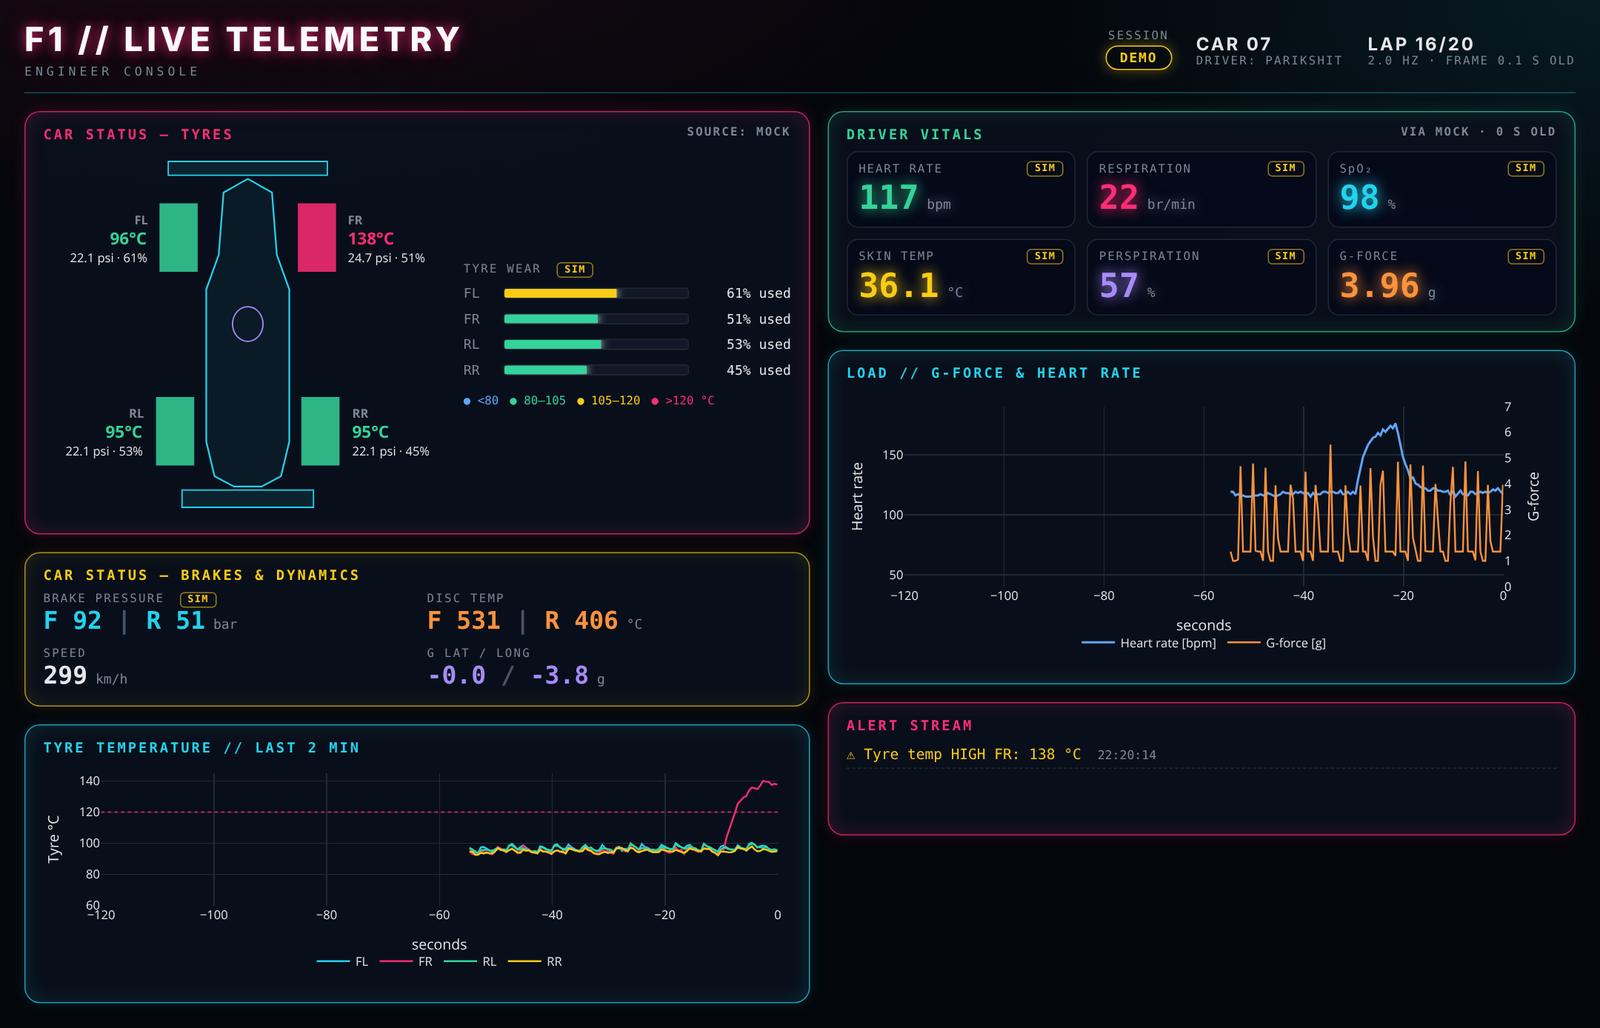 F1 // LIVE TELEMETRY
ENGINEER CONSOLE
SESSION
DEMO
CAR 07
DRIVER: PARIKSHIT
LAP 16/20
2.0 HZ · FRAME 0.1 S OLD
CAR STATUS — TYRES
SOURCE: MOCK
FL
96°C
22.1 psi · 61%
FR
138°C
24.7 psi · 51%
RL
95°C
22.1 psi · 53%
RR
95°C
22.1 psi · 45%
TYRE WEAR SIM
FL 61% used
FR 51% used
RL 53% used
RR 45% used
<80 80–105 105–120 >120 °C
CAR STATUS — BRAKES & DYNAMICS
BRAKE PRESSURE SIM
F 92 | R 51 bar
DISC TEMP
F 531 | R 406 °C
SPEED
299 km/h
G LAT / LONG
-0.0 / -3.8 g
TYRE TEMPERATURE // LAST 2 MIN
Tyre °C
140
120
100
80
60
−120 −100 −80 −60 −40 −20 0
seconds
FL FR RL RR
DRIVER VITALS
VIA MOCK · 0 S OLD
HEART RATE SIM
117 bpm
RESPIRATION SIM
22 br/min
SpO₂ SIM
98 %
SKIN TEMP SIM
36.1 °C
PERSPIRATION SIM
57 %
G-FORCE SIM
3.96 g
LOAD // G-FORCE & HEART RATE
Heart rate
150
100
50
7
6
5
4
3
2
1
0
G-force
−120 −100 −80 −60 −40 −20 0
seconds
Heart rate [bpm] G-force [g]
ALERT STREAM
⚠ Tyre temp HIGH FR: 138 °C 22:20:14